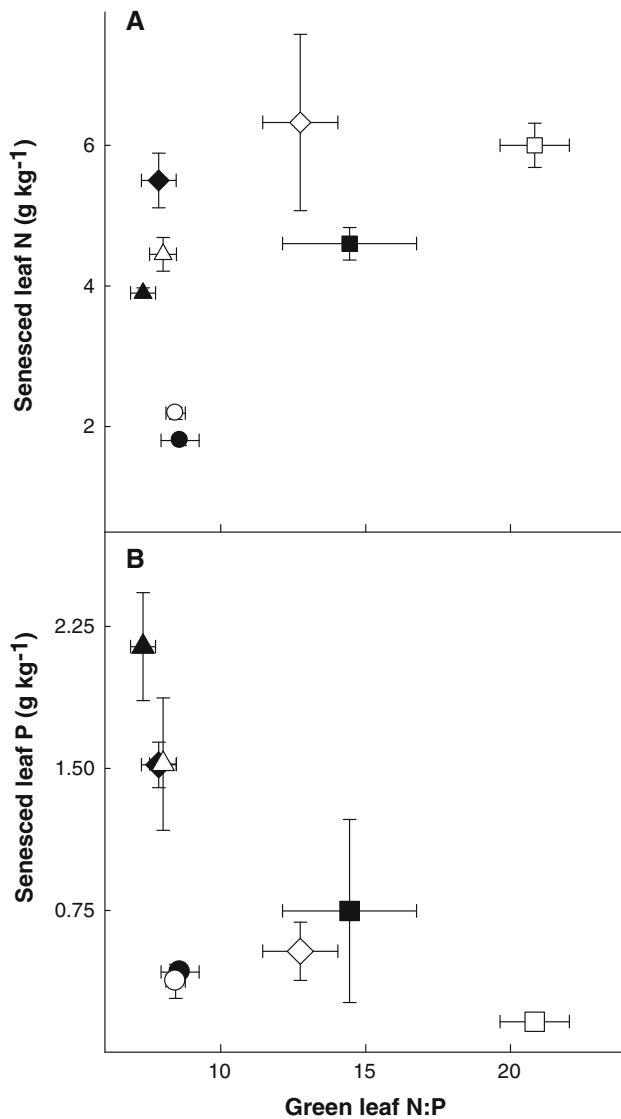 A
Senesced leaf N (g kg-1)
6
4
2
B
Senesced leaf P (g kg-1)
2.25
1.50
0.75
10 15 20
Green leaf N:P